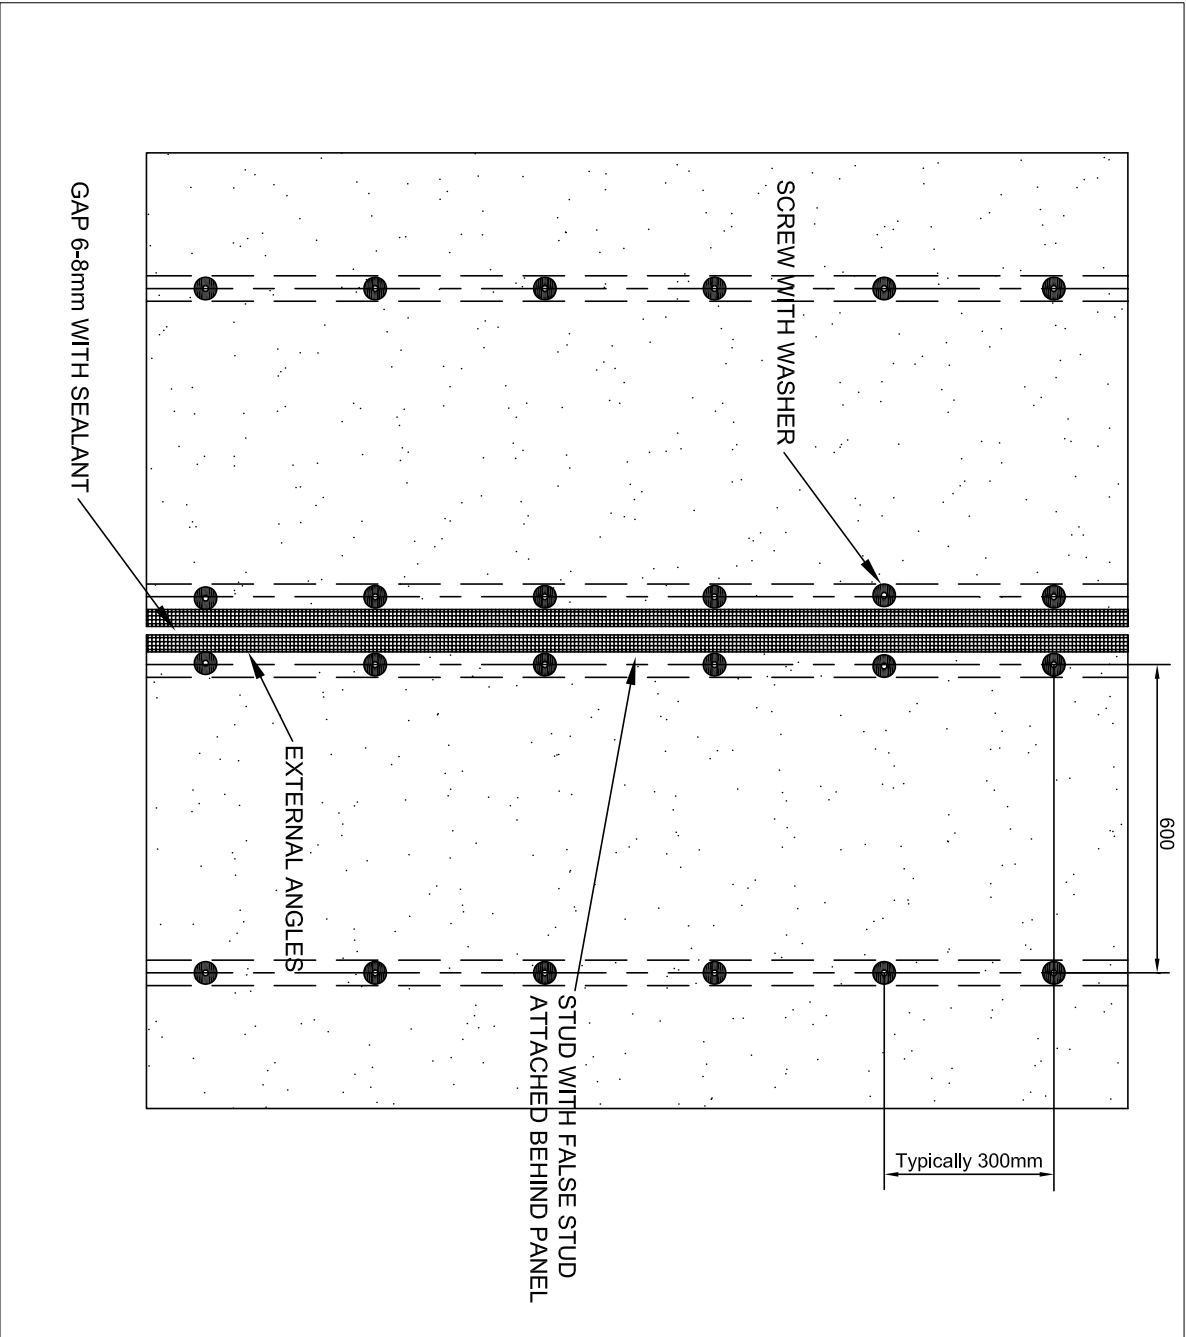 SCREW WITH WASHER
GAP 6-8mm WITH SEALANT
600
EXTERNAL ANGLES
STUD WITH FALSE STUD
ATTACHED BEHIND PANEL
Typically 300mm